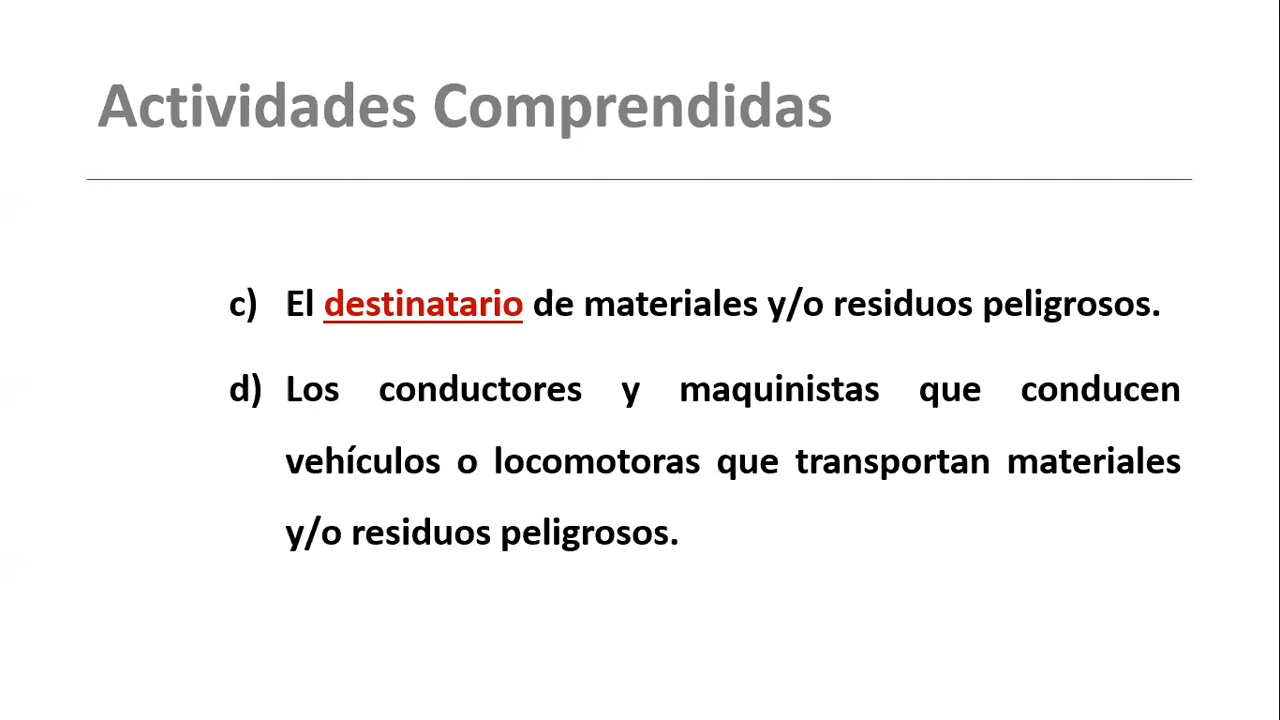 Actividades Comprendidas
c) El destinatario de materiales y/o residuos peligrosos.
d) Los conductores y maquinistas que conducen
vehículos o locomotoras que transportan materiales
y/o residuos peligrosos.